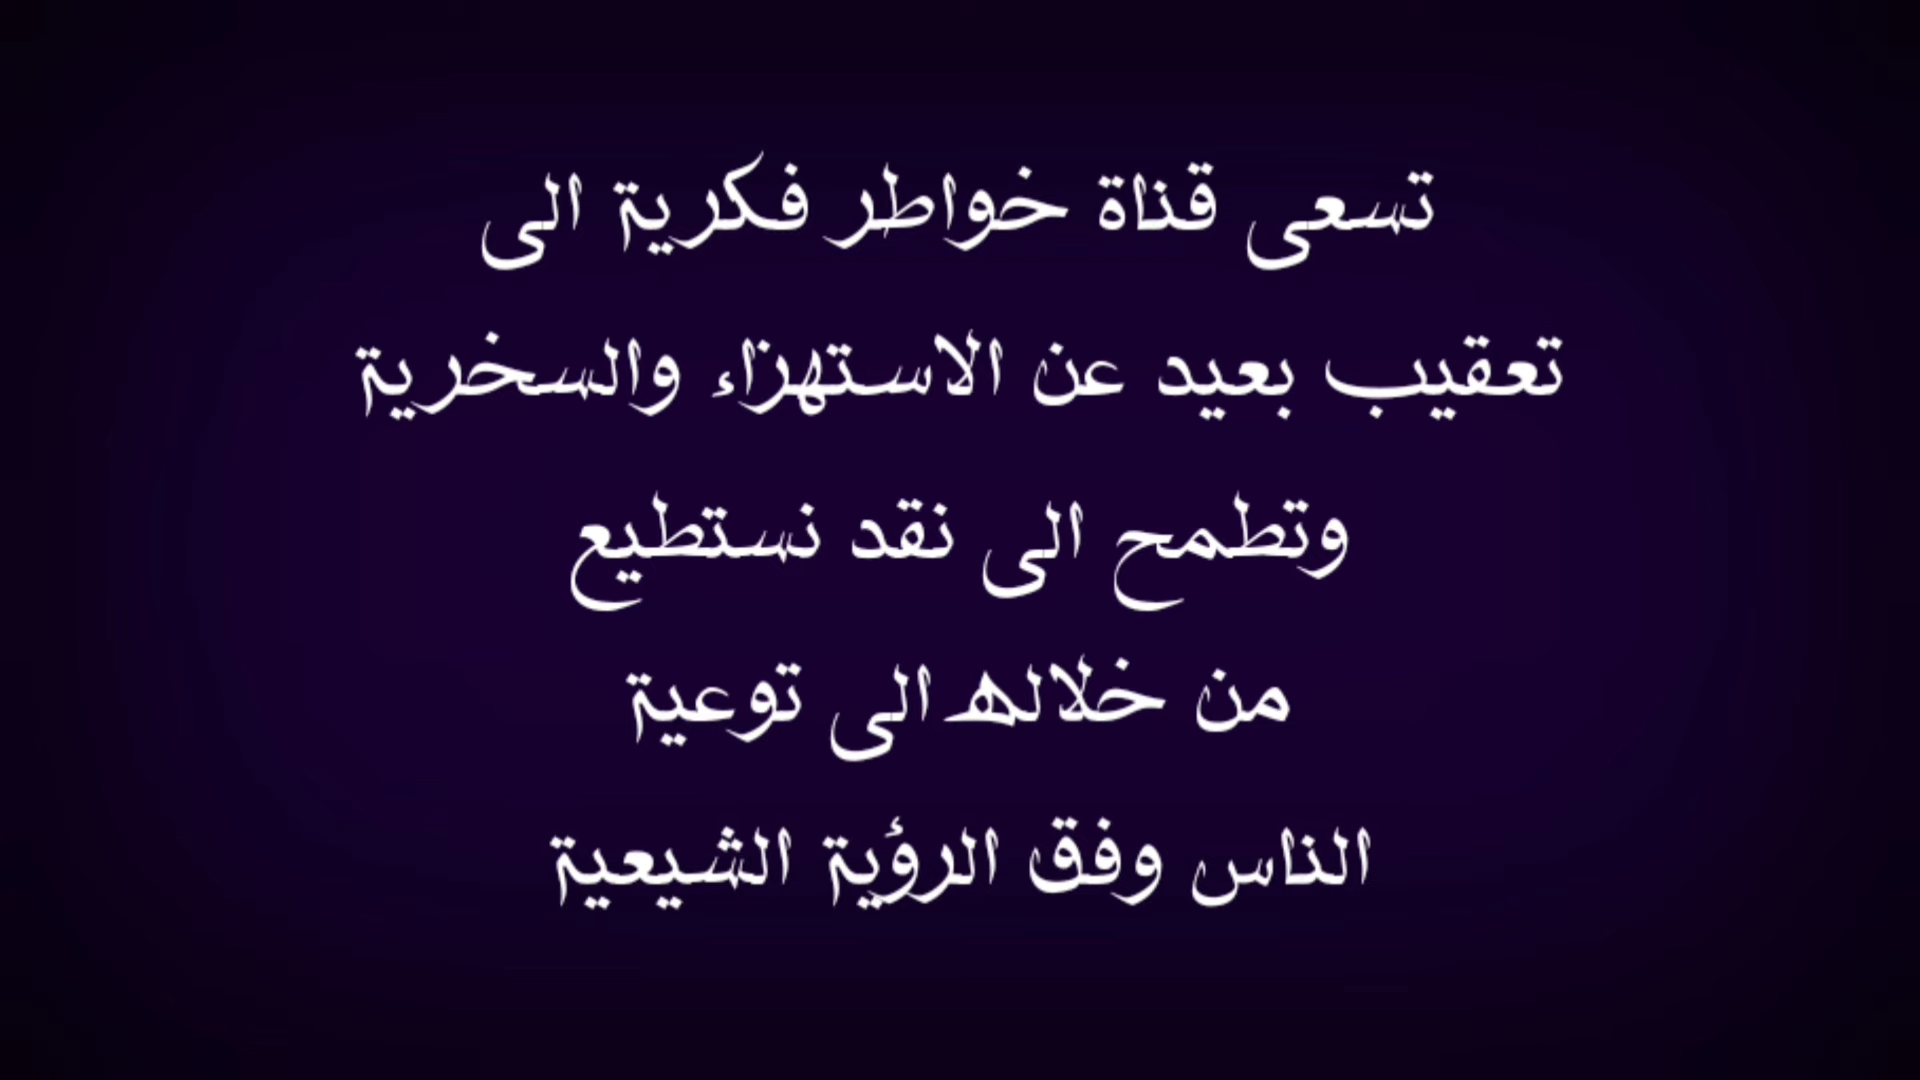 تسعى قناة خواطر فكرية الى
تعقيب بعيد عن الاستهزاء والسخرية
وتطمح الى نقد نستطيع
من خلاله الى توعية
الناس وفق الرؤية الشيعية